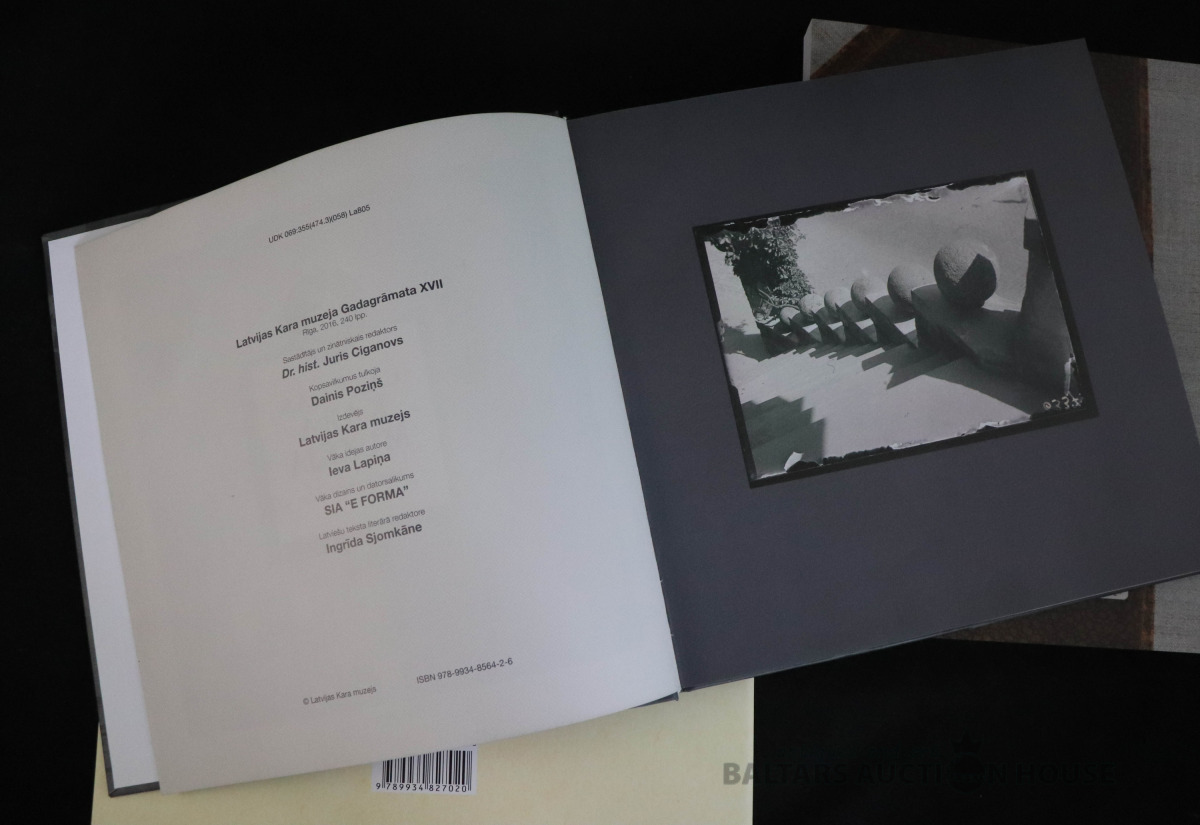 UDK 069:355(474.3)(058) La805
Latvijas Kara muzeja Gadagrāmata XVII
Rīga, 2016, 240 lpp.
Sastādītājs un zinātniskais redaktors
Dr. hist. Juris Ciganovs
Kopsavilkumus tulkoja
Dainis Poziņš
Izdevējs
Latvijas Kara muzejs
Vāka idejas autore
Ieva Lapiņa
Vāka dizains un datorsalikums
SIA “E FORMA”
Latviešu teksta literārā redaktore
Ingrīda Sjomkāne
© Latvijas Kara muzejs
ISBN 978-9934-8564-2-6
9 789934 827020
BALTARS AUCTION HOUSE